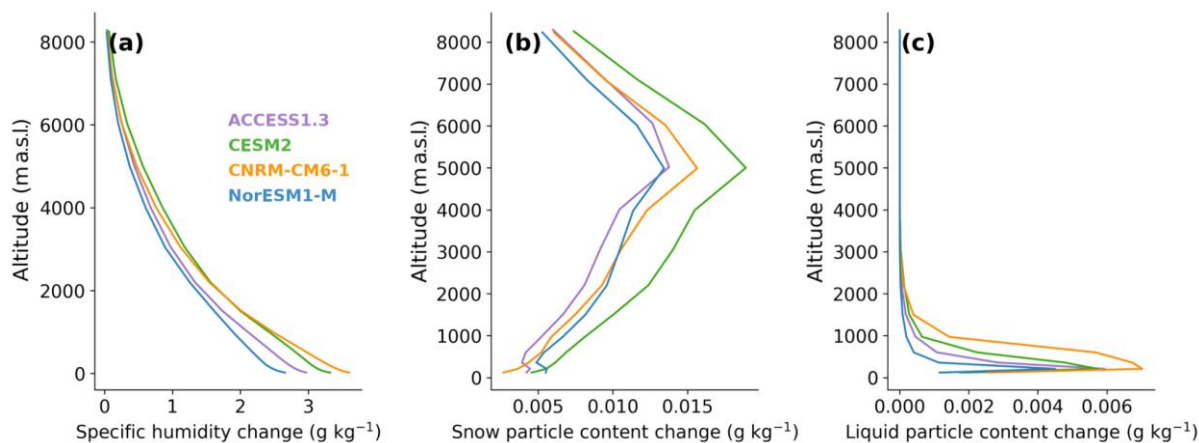 (a)
8000
6000
4000
2000
0
Altitude (m a.s.l.)
ACCESS1.3
CESM2
CNRM-CM6-1
NorESM1-M
0 1 2 3
Specific humidity change (g kg⁻¹)
(b)
8000
7000
6000
5000
4000
3000
2000
1000
0
Altitude (m a.s.l.)
0.005 0.010 0.015
Snow particle content change (g kg⁻¹)
(c)
8000
7000
6000
5000
4000
3000
2000
1000
0
Altitude (m a.s.l.)
0.000 0.002 0.004 0.006
Liquid particle content change (g kg⁻¹)